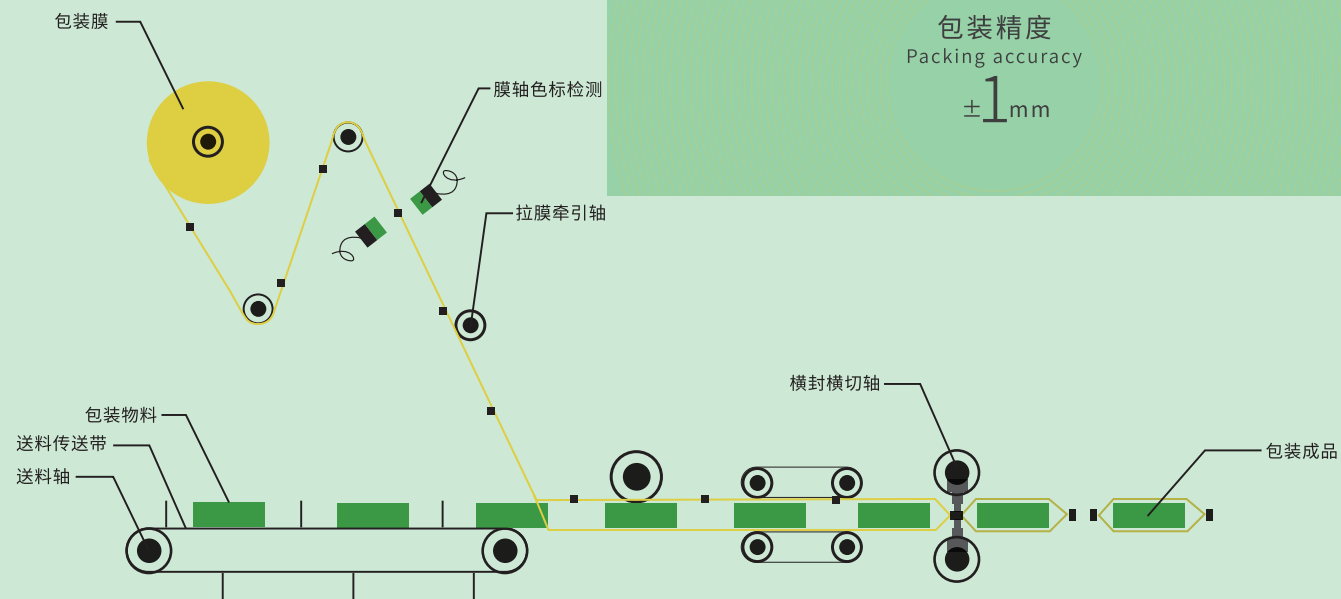 包装膜
包装精度
Packing accuracy
±1mm
膜轴色标检测
拉膜牵引轴
横封横切轴
包装物料
送料传送带
送料轴
包装成品